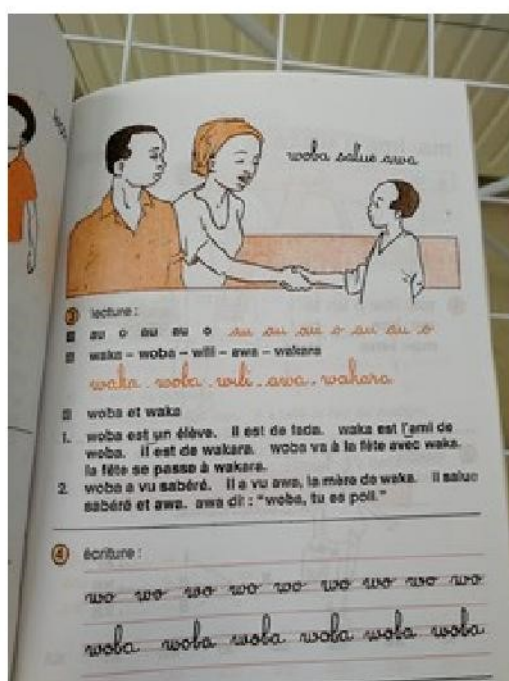 woba salue awa
3 lecture :
au o au au o au au au o au au o
waka – woba – wili – awa – wakara
waka . woba . wili . awa . wakara
woba et waka
1. woba est un élève. il est de fada. waka est l'ami de
woba. il est de wakara. woba va à la fête avec waka.
la fête se passe à wakara.
2. woba a vu sabéré. il a vu awa, la mère de waka. il salue
sabéré et awa. awa dit : "woba, tu es poli."
4 écriture :
wo wo wo wo wo wo wo wo wo
woba woba woba woba woba woba